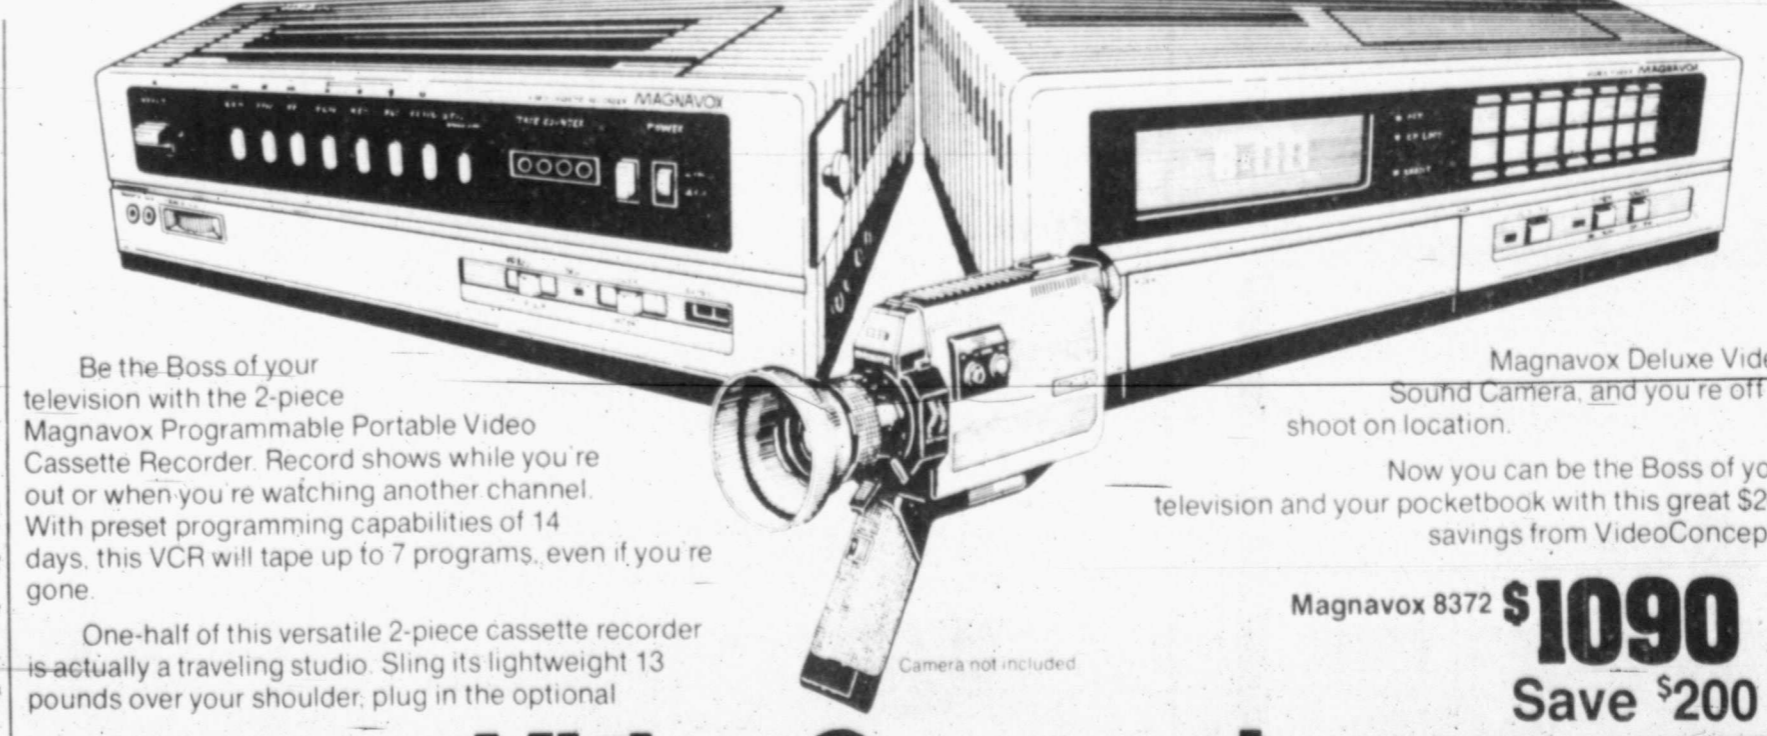 MAGNAVOX
TAPE COUNTER
POWER
MAGNAVOX
Be the Boss of your
television with the 2-piece
Magnavox Programmable Portable Video
Cassette Recorder. Record shows while you're
out or when you're watching another channel.
With preset programming capabilities of 14
days, this VCR will tape up to 7 programs, even if you're
gone.
One-half of this versatile 2-piece cassette recorder
is actually a traveling studio. Sling its lightweight 13
pounds over your shoulder, plug in the optional
Magnavox Deluxe Vide
Sound Camera, and you're off
shoot on location.
Now you can be the Boss of yo
television and your pocketbook with this great $2
savings from VideoConcep
Camera not included
Magnavox 8372 $1090
Save $200